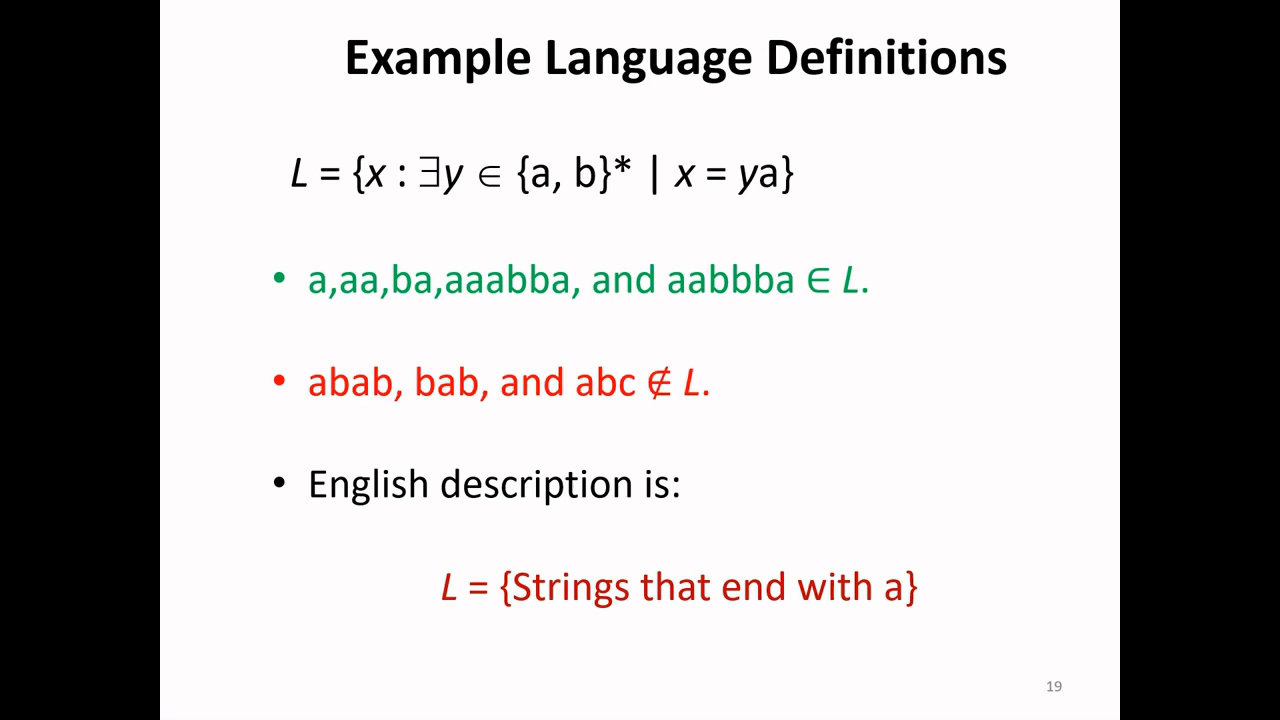 Example Language Definitions
L = {x : ∃y ∈ {a, b}* | x = ya}
• a,aa,ba,aaabba, and aabbba ∈ L.
• abab, bab, and abc ∉ L.
• English description is:
L = {Strings that end with a}
19